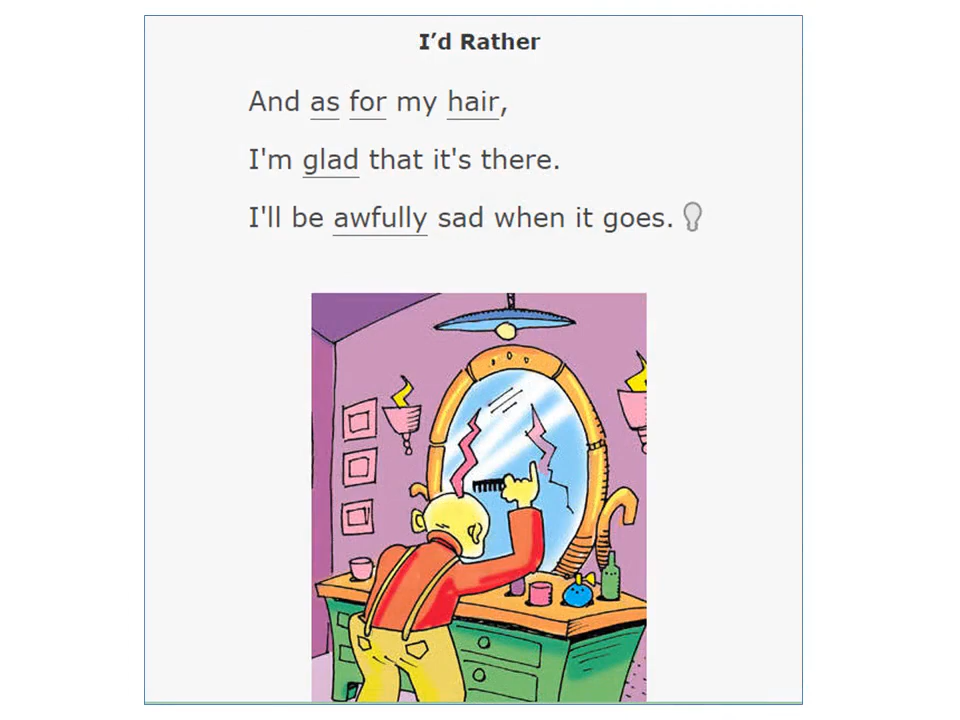 I’d Rather
And as for my hair,
I'm glad that it's there.
I'll be awfully sad when it goes.